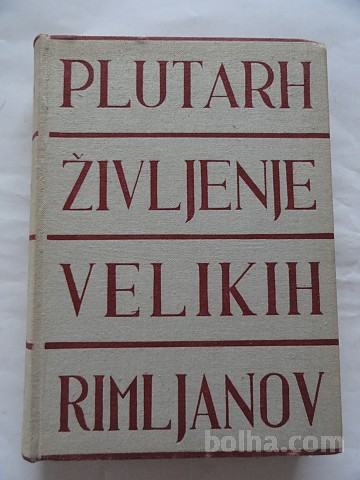 PLUTARH
ŽIVLJENJE
VELIKIH
RIMLJANOV
bolha.com